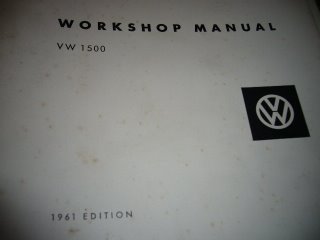 WORKSHOP MANUAL
VW 1500
1961 EDITION